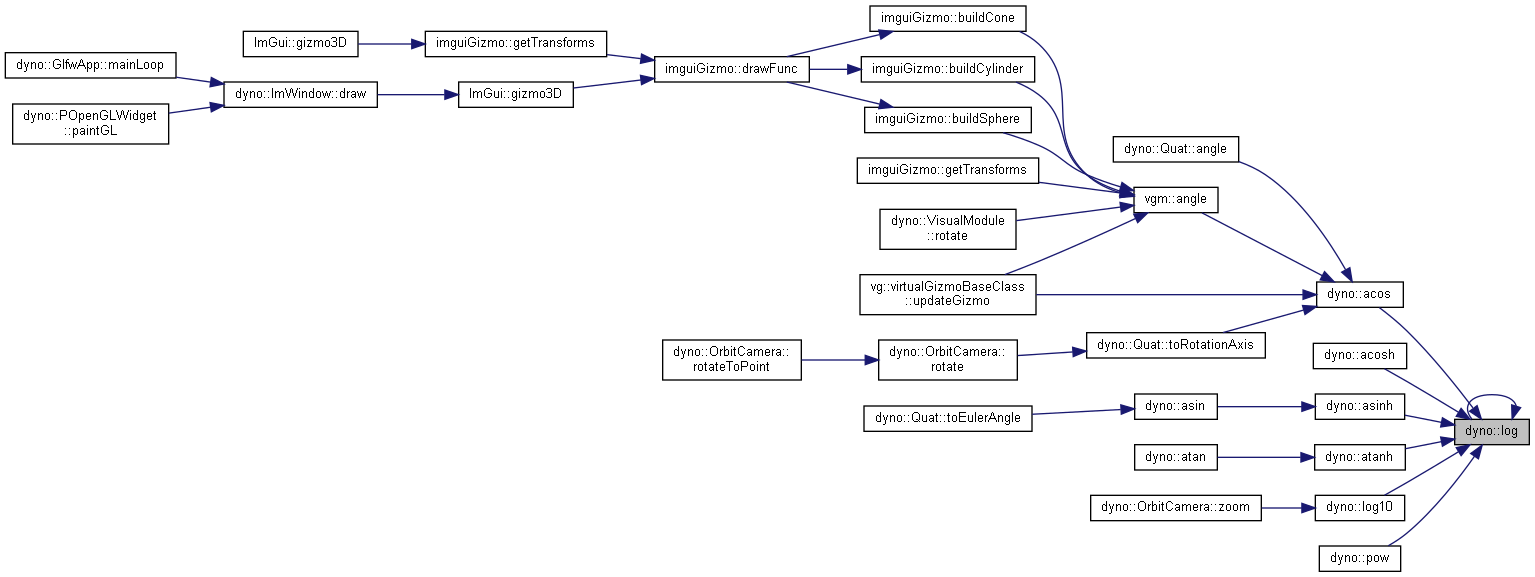 imguiGizmo::buildCone
ImGui::gizmo3D
imguiGizmo::getTransforms
dyno::GlfwApp::mainLoop
imguiGizmo::drawFunc
imguiGizmo::buildCylinder
dyno::ImWindow::draw
ImGui::gizmo3D
dyno::POpenGLWidget
::paintGL
imguiGizmo::buildSphere
dyno::Quat::angle
imguiGizmo::getTransforms
vgm::angle
dyno::VisualModule
::rotate
vg::virtualGizmoBaseClass
::updateGizmo
dyno::acos
dyno::Quat::toRotationAxis
dyno::OrbitCamera::
rotateToPoint
dyno::OrbitCamera::
rotate
dyno::acosh
dyno::Quat::toEulerAngle
dyno::asin
dyno::asinh
dyno::log
dyno::atan
dyno::atanh
dyno::OrbitCamera::zoom
dyno::log10
dyno::pow